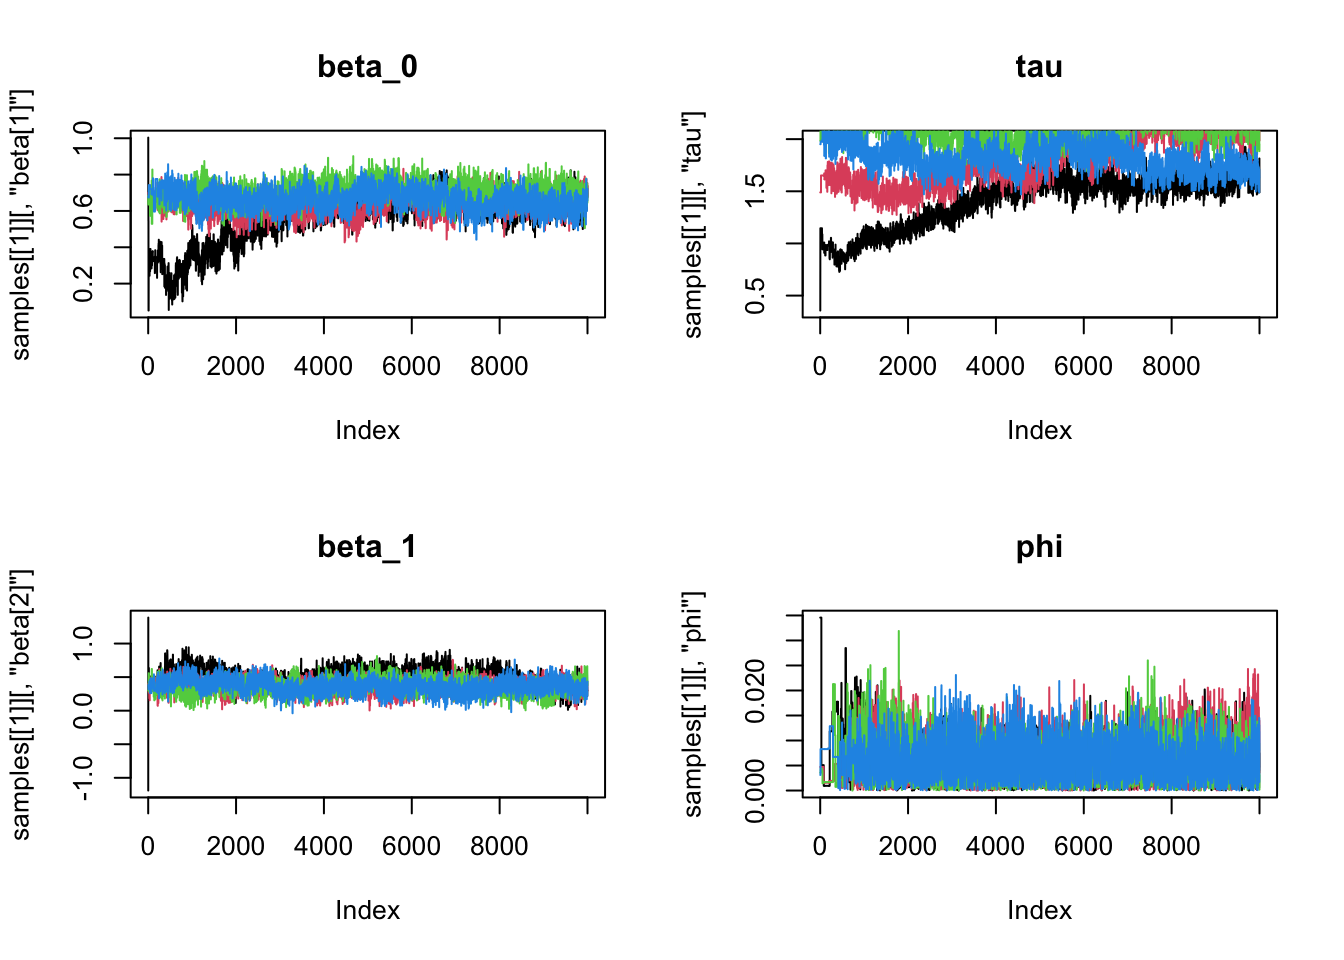 beta_0
samples[[1]][, "beta[1]"]
1.0
0.6
0.2
0 2000 4000 6000 8000
Index
tau
samples[[1]][, "tau"]
1.5
0.5
0 2000 4000 6000 8000
Index
beta_1
samples[[1]][, "beta[2]"]
1.0
0.0
-1.0
0 2000 4000 6000 8000
Index
phi
samples[[1]][, "phi"]
0.020
0.000
0 2000 4000 6000 8000
Index